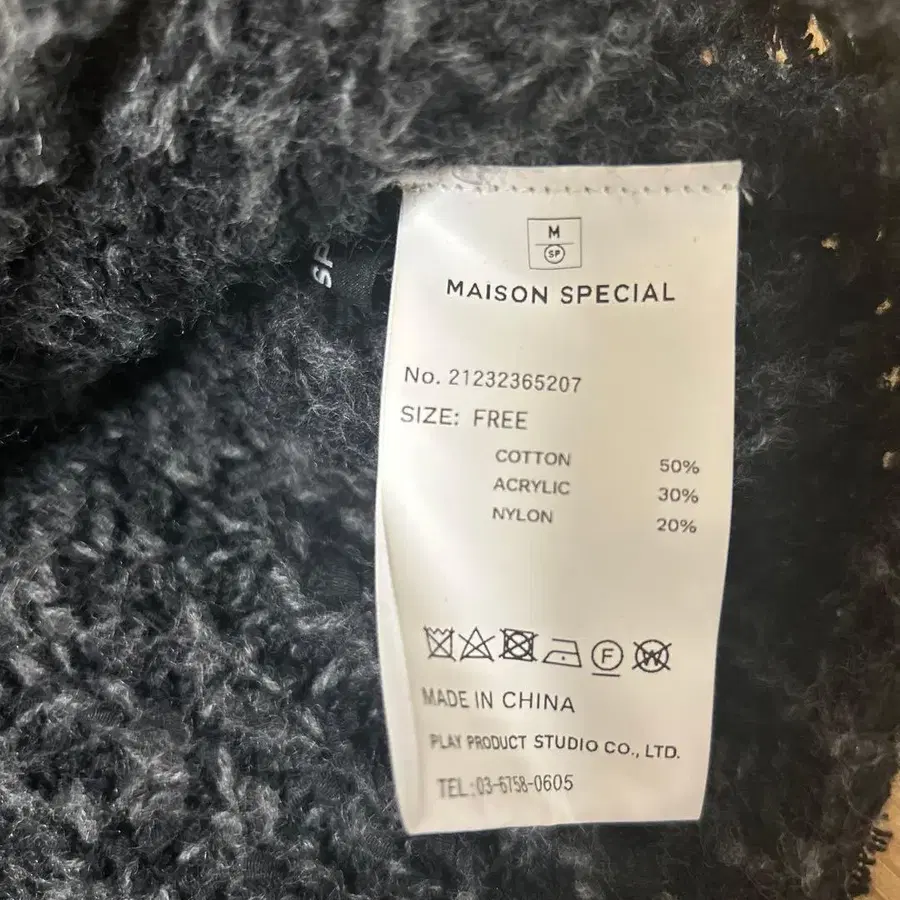 M
SP
MAISON SPECIAL
SP
No. 21232365207
SIZE: FREE
COTTON 50%
ACRYLIC 30%
NYLON 20%
F
W
MADE IN CHINA
PLAY PRODUCT STUDIO CO., LTD.
TEL:03-6758-0605